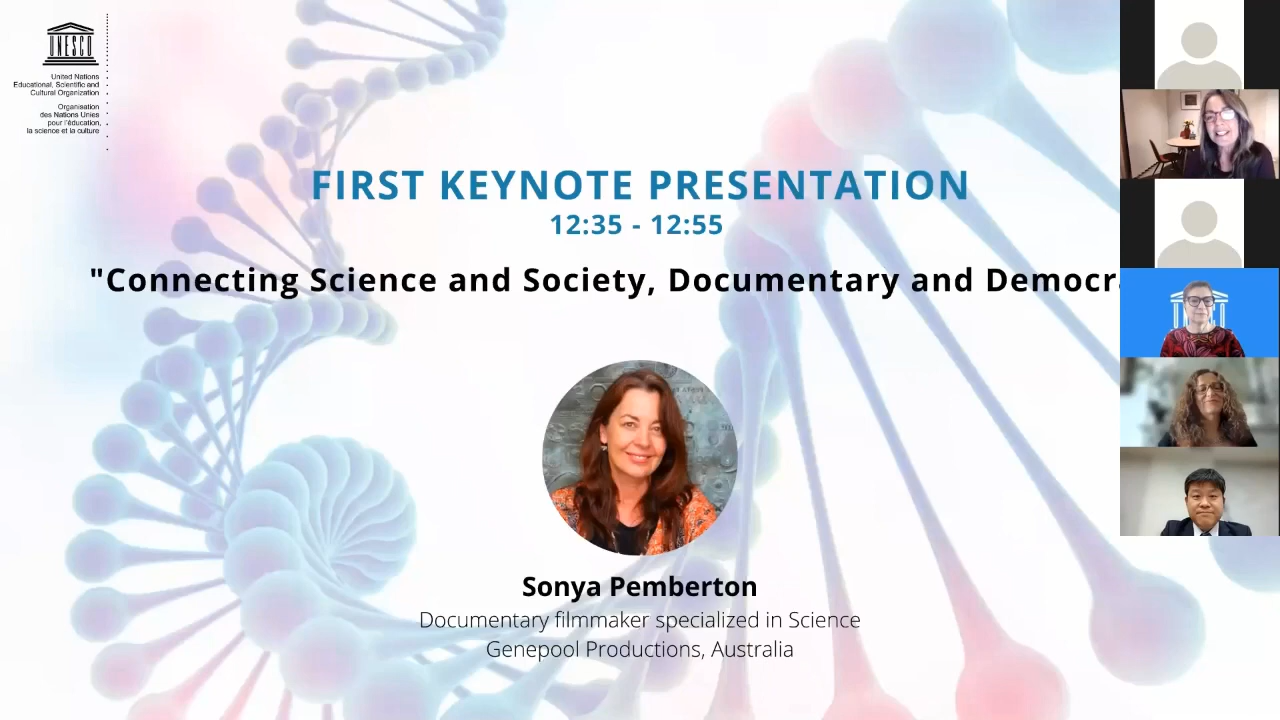 UNESCO
United Nations
Educational, Scientific and
Cultural Organization
Organisation
des Nations Unies
pour l'éducation,
la science et la culture
FIRST KEYNOTE PRESENTATION
12:35 - 12:55
"Connecting Science and Society, Documentary and Democr
Sonya Pemberton
Documentary filmmaker specialized in Science
Genepool Productions, Australia